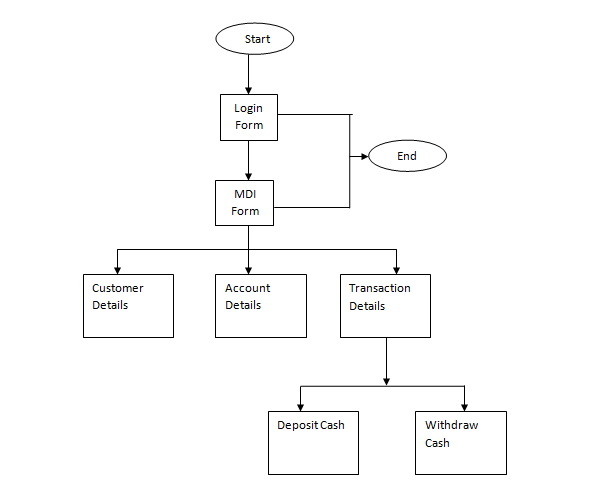 Start
Login
Form
End
MDI
Form
Customer
Details
Account
Details
Transaction
Details
Deposit Cash
Withdraw
Cash